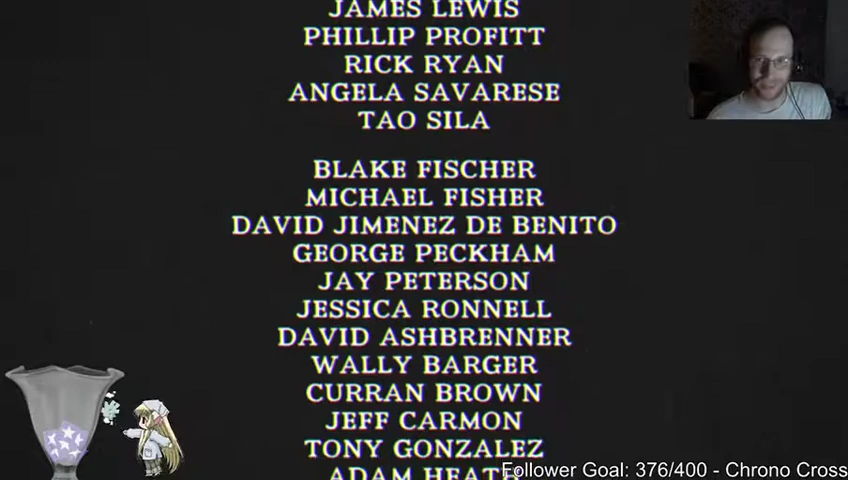 JAMES LEWIS
PHILLIP PROFITT
RICK RYAN
ANGELA SAVARESE
TAO SILA
BLAKE FISCHER
MICHAEL FISHER
DAVID JIMENEZ DE BENITO
GEORGE PECKHAM
JAY PETERSON
JESSICA RONNELL
DAVID ASHBRENNER
WALLY BARGER
CURRAN BROWN
JEFF CARMON
TONY GONZALEZ
ADAM HEATH
Follower Goal: 376/400 - Chrono Cross